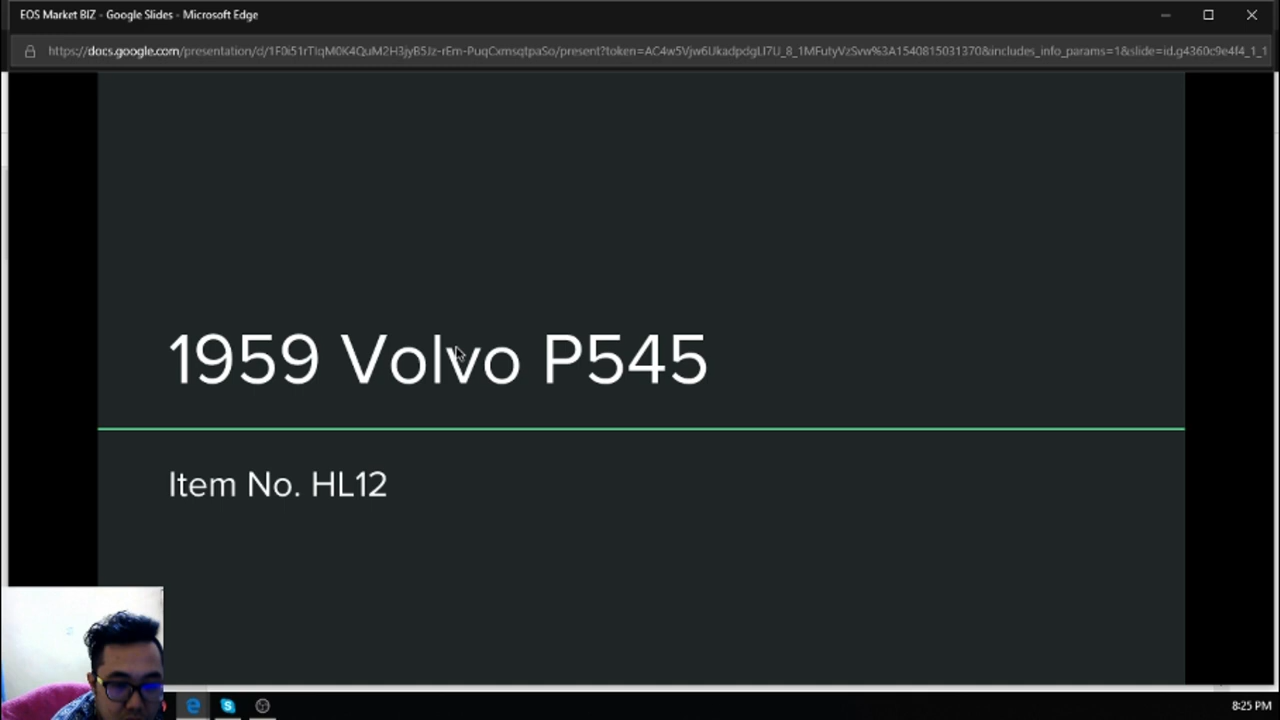 EOS Market BIZ - Google Slides - Microsoft Edge
1959 Volvo P545
Item No. HL12
8:25 PM